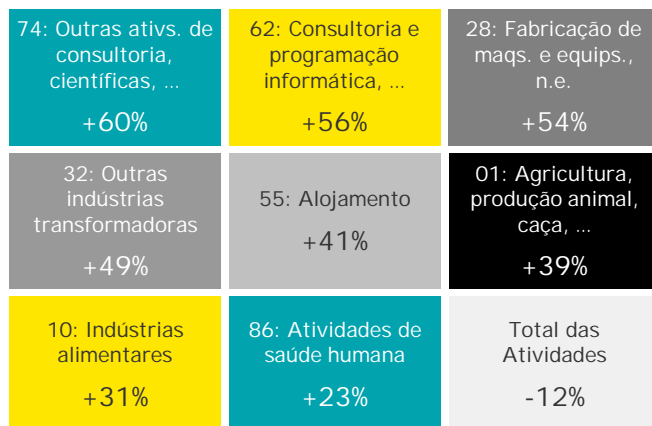 74: Outras ativs. de
consultoria,
científicas, ...
+60%
62: Consultoria e
programação
informática, ...
+56%
28: Fabricação de
maqs. e equips.,
n.e.
+54%
32: Outras
indústrias
transformadoras
+49%
55: Alojamento
+41%
01: Agricultura,
produção animal,
caça, ...
+39%
10: Indústrias
alimentares
+31%
86: Atividades de
saúde humana
+23%
Total das
Atividades
-12%